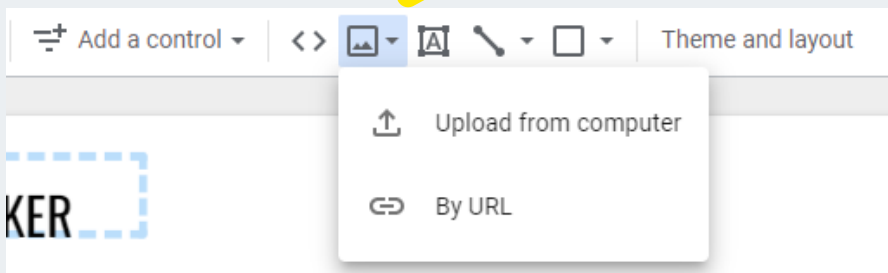 Add a control
Theme and layout
Upload from computer
By URL
KER